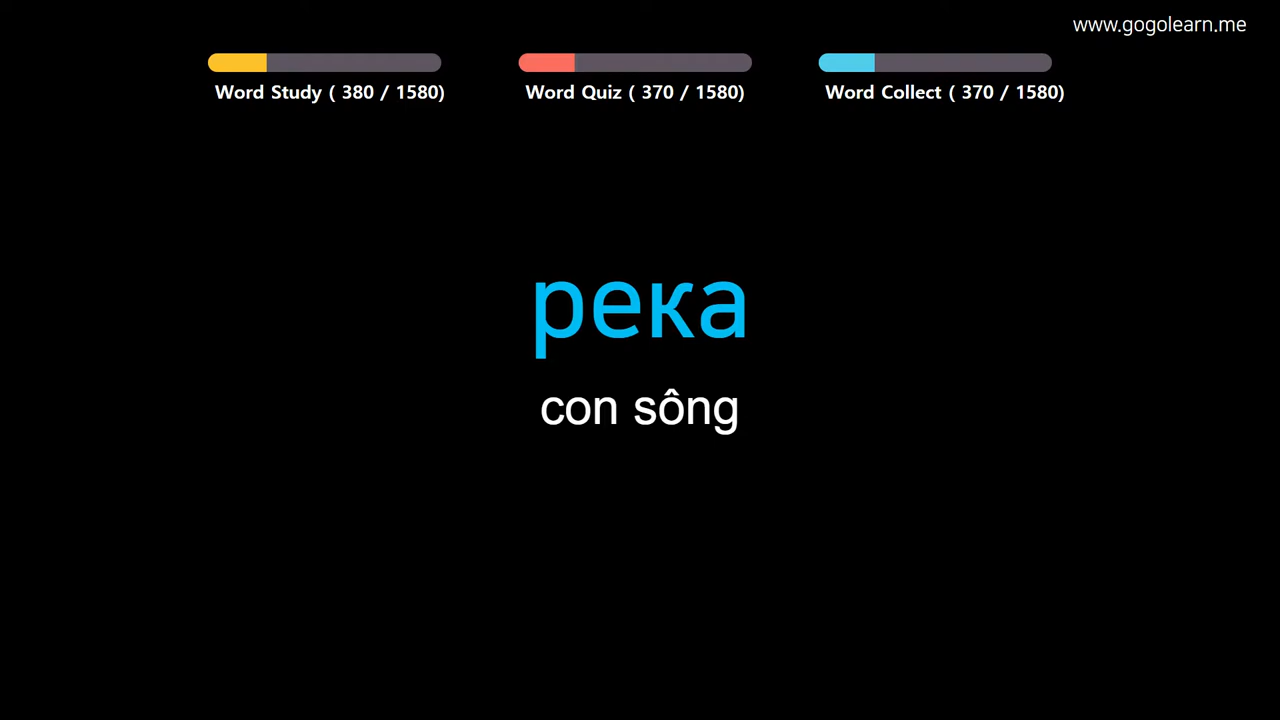 www.gogolearn.me
Word Study ( 380 / 1580)
Word Quiz ( 370 / 1580)
Word Collect ( 370 / 1580)
река
con sông